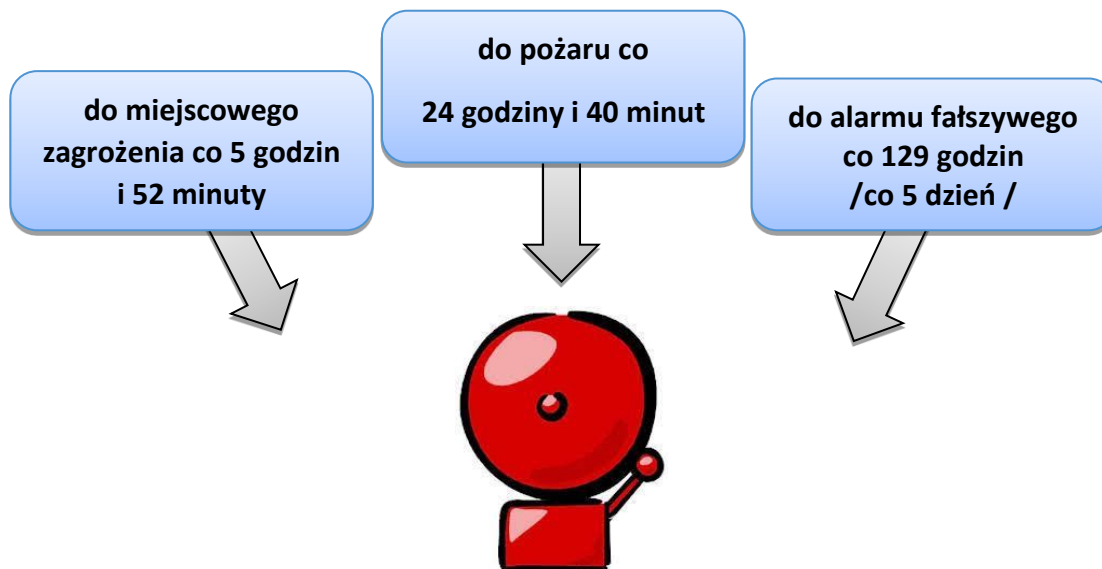 do miejscowego
zagrożenia co 5 godzin
i 52 minuty
do pożaru co
24 godziny i 40 minut
do alarmu fałszywego
co 129 godzin
/co 5 dzień /